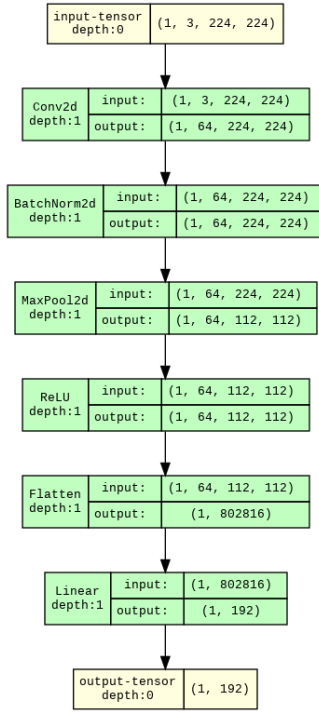 input-tensor
depth:0
(1, 3, 224, 224)
Conv2d
depth:1
input:
(1, 3, 224, 224)
output:
(1, 64, 224, 224)
BatchNorm2d
depth:1
input:
(1, 64, 224, 224)
output:
(1, 64, 224, 224)
MaxPool2d
depth:1
input:
(1, 64, 224, 224)
output:
(1, 64, 112, 112)
ReLU
depth:1
input:
(1, 64, 112, 112)
output:
(1, 64, 112, 112)
Flatten
depth:1
input:
(1, 64, 112, 112)
output:
(1, 802816)
Linear
depth:1
input:
(1, 802816)
output:
(1, 192)
output-tensor
depth:0
(1, 192)